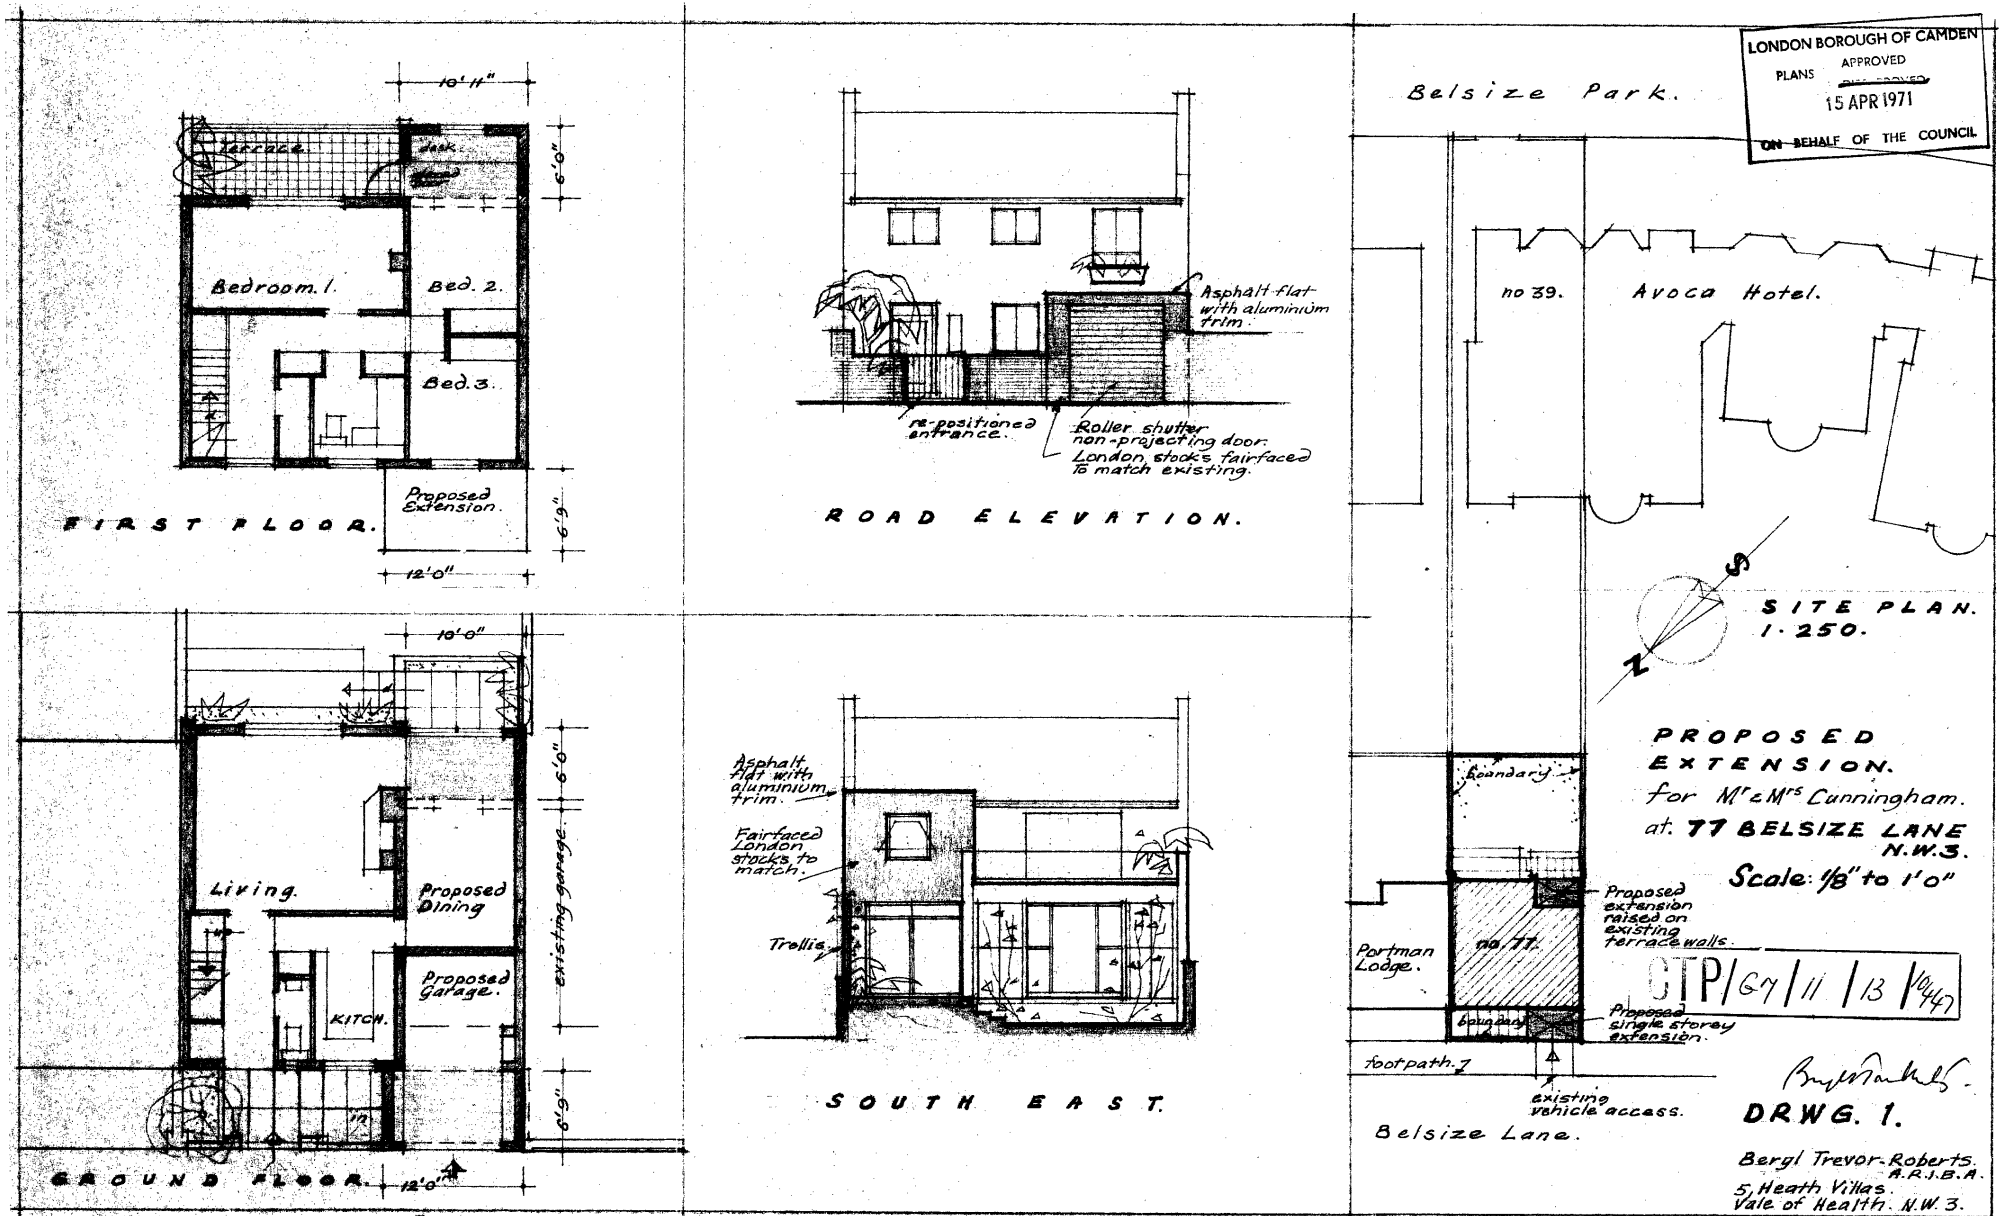 10'11"
Terrace.
desk
6'0"
Bedroom.1.
Bed.2.
Bed.3.
Proposed
Extension.
6'9"
12'0"
FIRST FLOOR.
Asphalt flat
with aluminium
trim.
re-positioned
entrance.
Roller shutter
non-projecting door.
London stocks fairfaced
To match existing.
ROAD ELEVATION.
LONDON BOROUGH OF CAMDEN
PLANS
APPROVED
15 APR 1971
ON BEHALF OF THE COUNCIL
Belsize Park.
no 39.
Avoca Hotel.
S
N
SITE PLAN.
1.250.
10'0"
6'0"
existing garage.
Living.
Proposed
Dining
Proposed
Garage.
KITCH.
in
6'9"
12'0"
GROUND FLOOR.
Asphalt
flat with
aluminium
trim.
Fairfaced
London
stocks to
match.
Trellis
SOUTH EAST.
PROPOSED
EXTENSION.
for Mr & Mrs Cunningham.
at. 77 BELSIZE LANE
N.W.3.
Scale: 1/8" to 1'0"
boundary
Proposed
extension
raised on
existing
terrace walls.
no. 77.
Portman
Lodge.
CTP/G7/11/13/
boundary
Proposed
single storey
extension.
footpath.
existing
vehicle access.
Belsize Lane.
DRWG. 1.
Beryl Trevor-Roberts.
A.R.I.B.A.
5, Heath Villas.
Vale of Health. N.W.3.